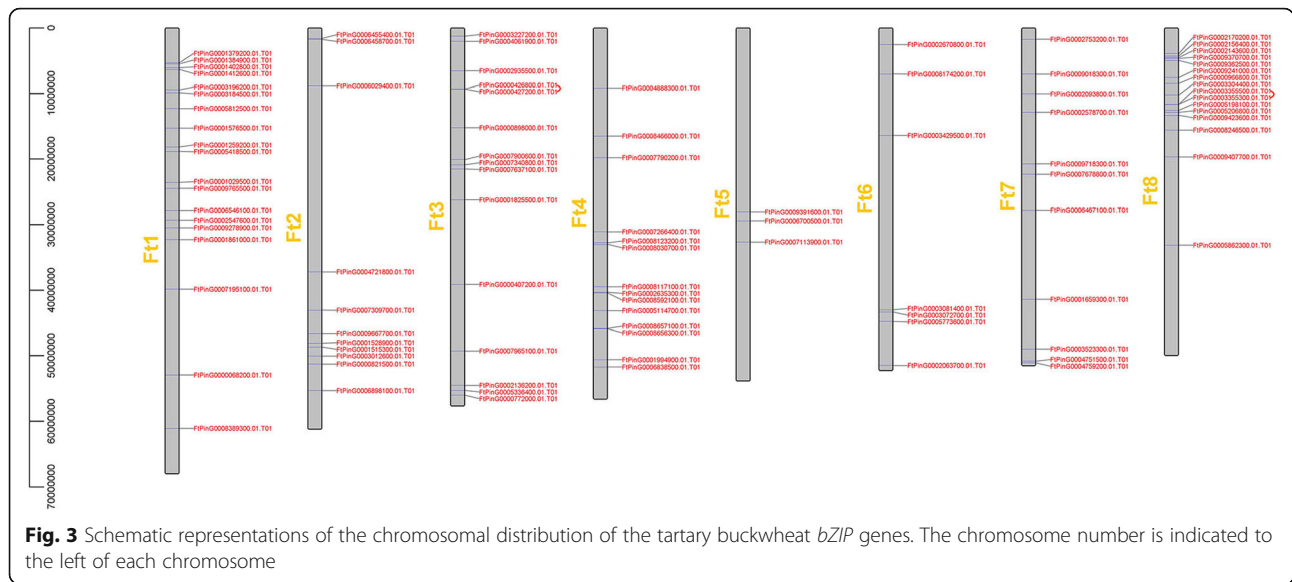 0
10000000
20000000
30000000
40000000
50000000
60000000
70000000
Ft1
FtPinG0001379200.01.T01
FtPinG0001384900.01.T01
FtPinG0001402800.01.T01
FtPinG0001412600.01.T01
FtPinG0003196200.01.T01
FtPinG0003184500.01.T01
FtPinG0005812500.01.T01
FtPinG0001576500.01.T01
FtPinG0001259200.01.T01
FtPinG0005418500.01.T01
FtPinG0001029500.01.T01
FtPinG0009765500.01.T01
FtPinG0006546100.01.T01
FtPinG0002547600.01.T01
FtPinG0009278900.01.T01
FtPinG0001861000.01.T01
FtPinG0007195100.01.T01
FtPinG0000068200.01.T01
FtPinG0008389300.01.T01
Ft2
FtPinG0006455400.01.T01
FtPinG0006458700.01.T01
FtPinG0006029400.01.T01
FtPinG0004721800.01.T01
FtPinG0007309700.01.T01
FtPinG0009667700.01.T01
FtPinG0001528900.01.T01
FtPinG0001515300.01.T01
FtPinG0003012600.01.T01
FtPinG0000821500.01.T01
FtPinG0006898100.01.T01
Ft3
FtPinG0003227200.01.T01
FtPinG0004061900.01.T01
FtPinG0002935500.01.T01
FtPinG0000426800.01.T01
FtPinG0000427200.01.T01
FtPinG0000898000.01.T01
FtPinG0007900600.01.T01
FtPinG0007340800.01.T01
FtPinG0007637100.01.T01
FtPinG0001825500.01.T01
FtPinG0000407200.01.T01
FtPinG0007965100.01.T01
FtPinG0002136200.01.T01
FtPinG0005336400.01.T01
FtPinG0000772000.01.T01
Ft4
FtPinG0004688300.01.T01
FtPinG0008466000.01.T01
FtPinG0007790200.01.T01
FtPinG0007266400.01.T01
FtPinG0008123200.01.T01
FtPinG0008030700.01.T01
FtPinG0008117100.01.T01
FtPinG0002635300.01.T01
FtPinG0008592100.01.T01
FtPinG0005114700.01.T01
FtPinG0008657100.01.T01
FtPinG0008656300.01.T01
FtPinG0001994900.01.T01
FtPinG0006838500.01.T01
Ft5
FtPinG0009391600.01.T01
FtPinG0006700500.01.T01
FtPinG0007113900.01.T01
Ft6
FtPinG0002670800.01.T01
FtPinG0008174200.01.T01
FtPinG0003429500.01.T01
FtPinG0003081400.01.T01
FtPinG0003072700.01.T01
FtPinG0005773600.01.T01
FtPinG0002063700.01.T01
Ft7
FtPinG0002753200.01.T01
FtPinG0009018300.01.T01
FtPinG0002093800.01.T01
FtPinG0002578700.01.T01
FtPinG0009718300.01.T01
FtPinG0007678800.01.T01
FtPinG0006467100.01.T01
FtPinG0001659300.01.T01
FtPinG0003523300.01.T01
FtPinG0004751500.01.T01
FtPinG0004759200.01.T01
Ft8
FtPinG0002170200.01.T01
FtPinG0002156400.01.T01
FtPinG0002143600.01.T01
FtPinG0009370700.01.T01
FtPinG0009362500.01.T01
FtPinG0009241000.01.T01
FtPinG0000966800.01.T01
FtPinG0003304400.01.T01
FtPinG0003355500.01.T01
FtPinG0003355300.01.T01
FtPinG0005198100.01.T01
FtPinG0005206800.01.T01
FtPinG0009423600.01.T01
FtPinG0008246500.01.T01
FtPinG0009407700.01.T01
FtPinG0005862300.01.T01
Fig. 3 Schematic representations of the chromosomal distribution of the tartary buckwheat bZIP genes. The chromosome number is indicated to
the left of each chromosome